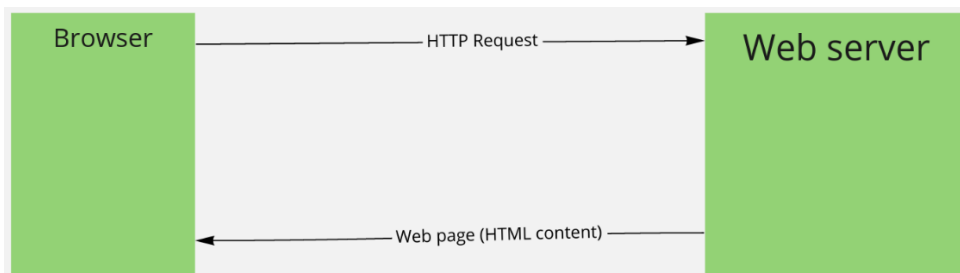 Browser
HTTP Request
Web server
Web page (HTML content)